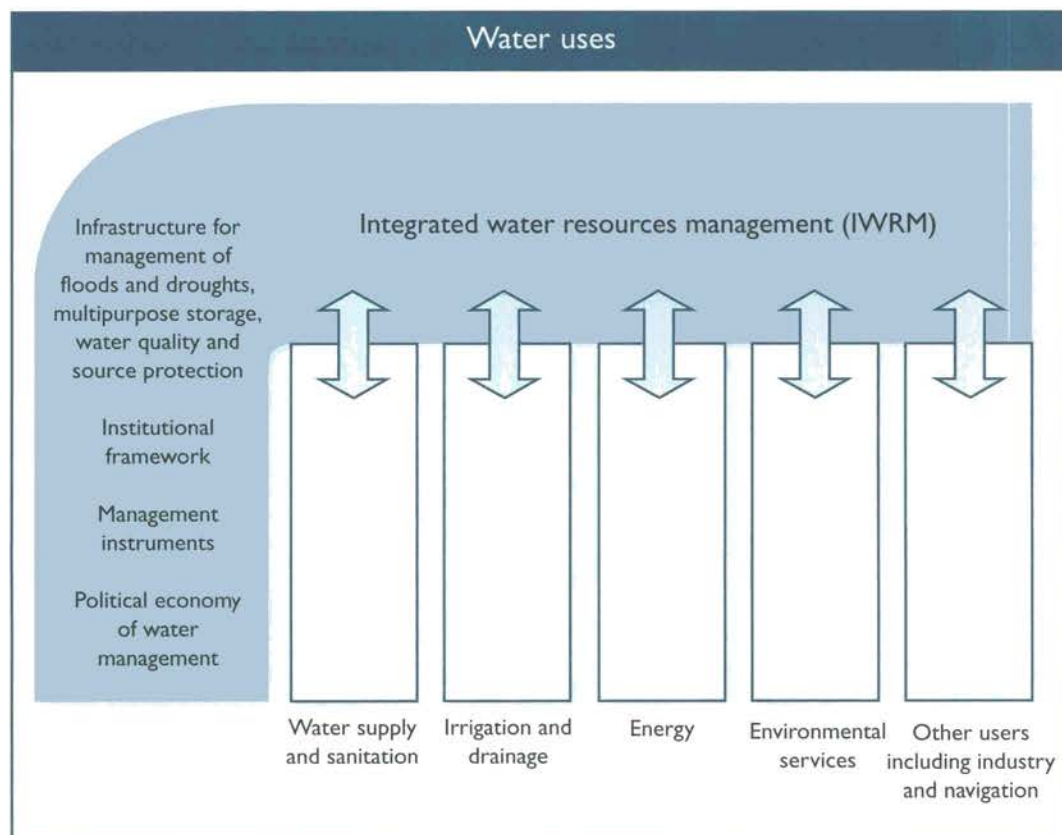 Water uses
Integrated water resources management (IWRM)
Infrastructure for
management of
floods and droughts,
multipurpose storage,
water quality and
source protection
Institutional
framework
Management
instruments
Political economy
of water
management
Water supply
and sanitation
Irrigation and
drainage
Energy
Environmental
services
Other users
including industry
and navigation